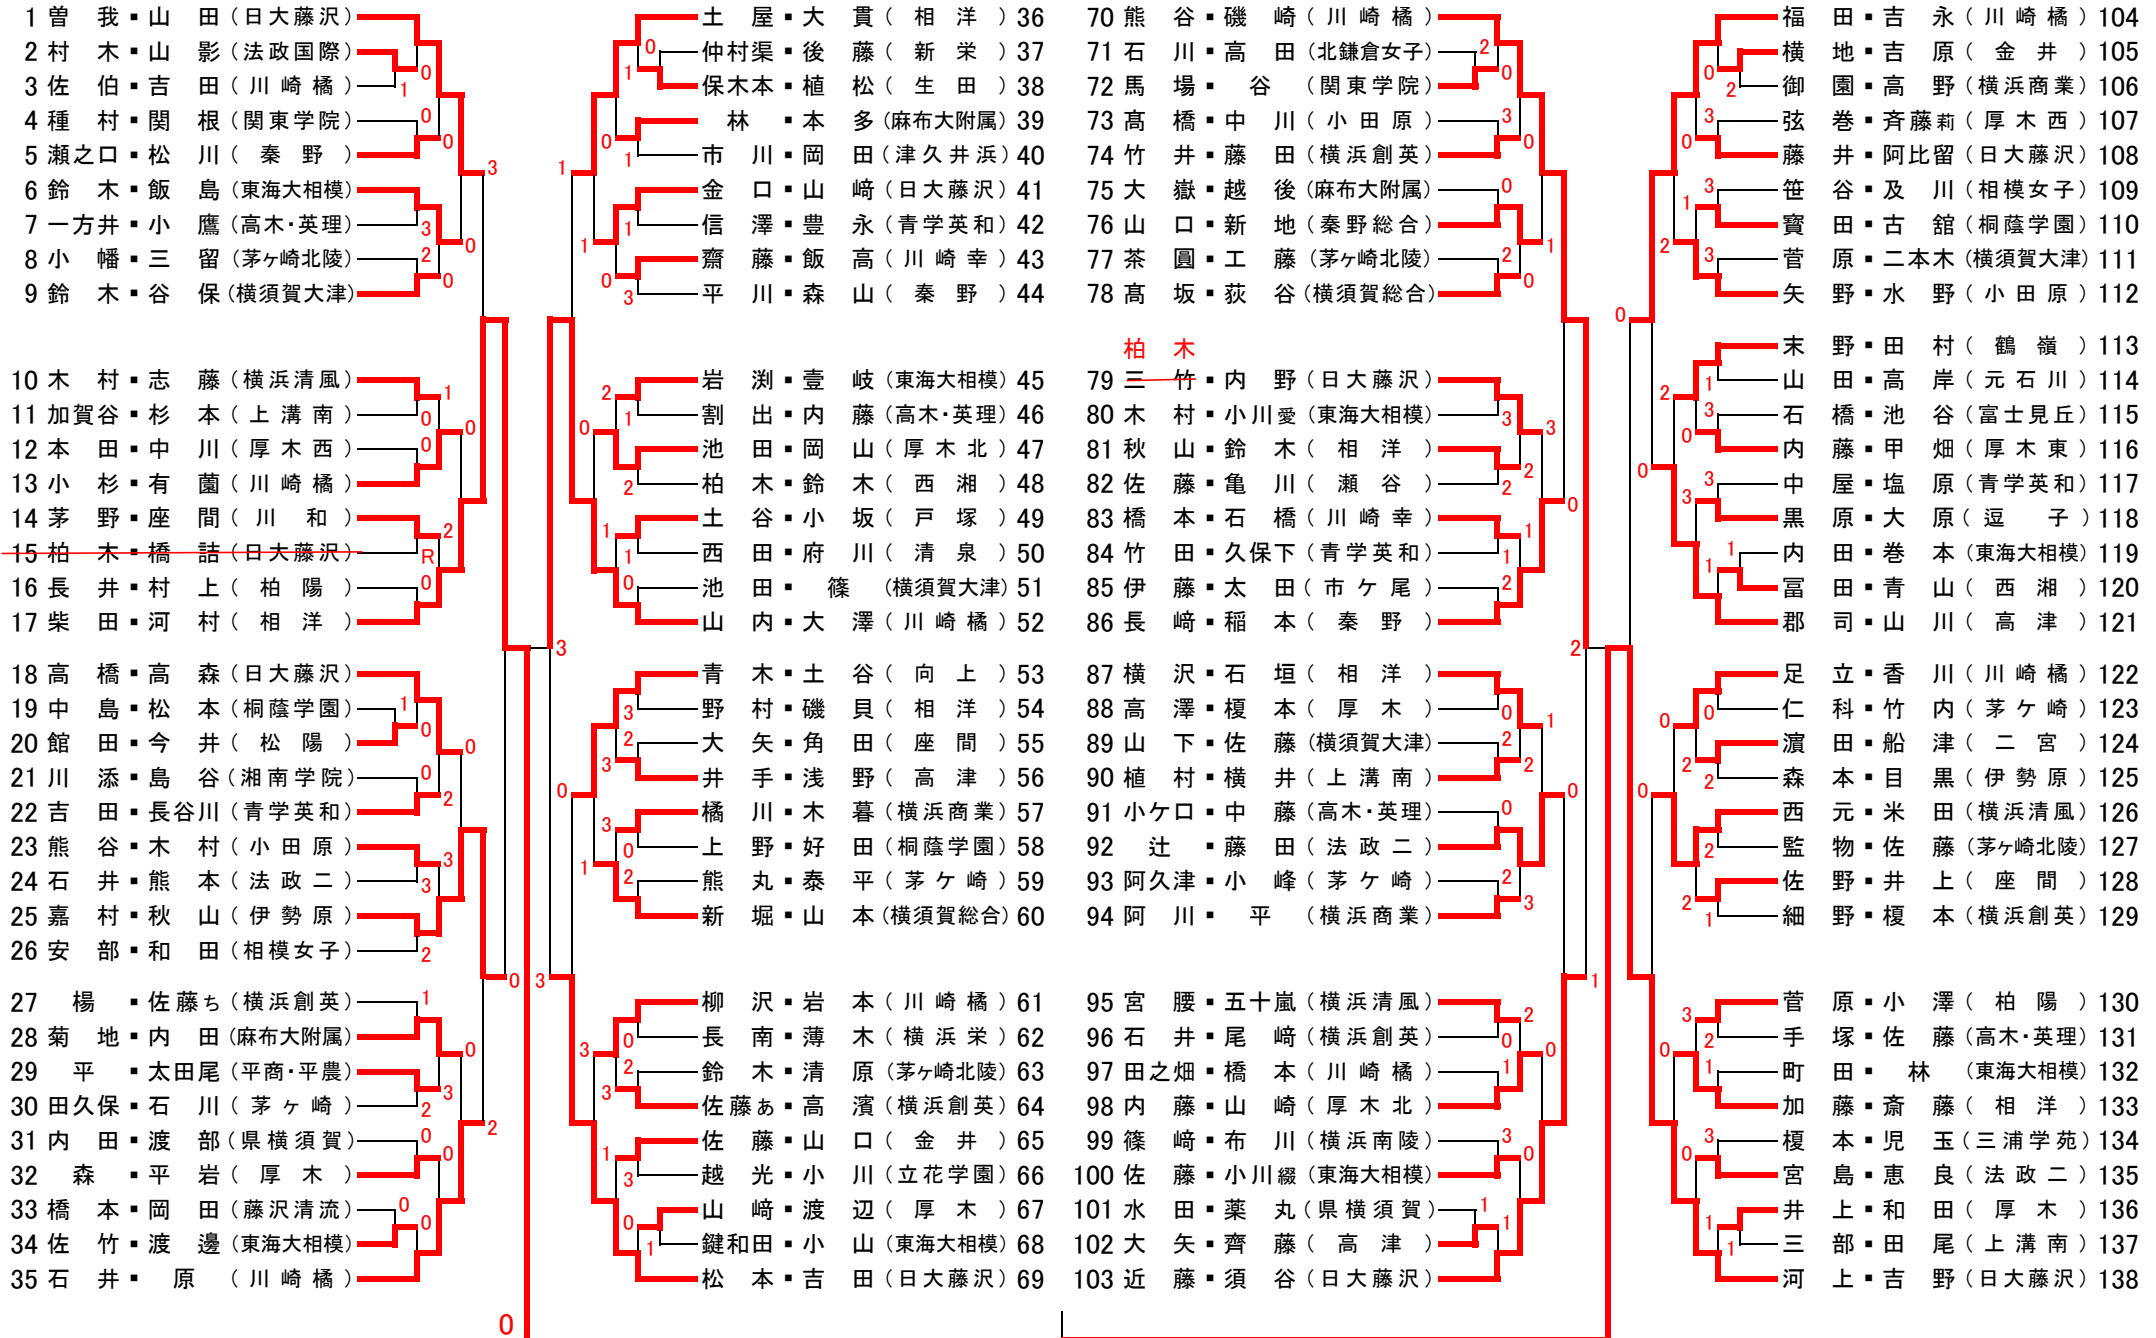 1 曽我・山田(日大藤沢)
2 村木・山影(法政国際)
3 佐伯・吉田(川崎橘)
4 種村・関根(関東学院)
5 瀬之口・松川(秦野)
6 鈴木・飯島(東海大相模)
7 一方井・小鷹(高木・英理)
8 小幡・三留(茅ヶ崎北陵)
9 鈴木・谷保(横須賀大津)
10 木村・志藤(横浜清風)
11 加賀谷・杉本(上溝南)
12 本田・中川(厚木西)
13 小杉・有薗(川崎橘)
14 茅野・座間(川和)
15 柏木・橋詰(日大藤沢)
16 長井・村上(柏陽)
17 柴田・河村(相洋)
18 高橋・高森(日大藤沢)
19 中島・松本(桐蔭学園)
20 館田・今井(松陽)
21 川添・島谷(湘南学院)
22 吉田・長谷川(青学英和)
23 熊谷・木村(小田原)
24 石井・熊本(法政二)
25 嘉村・秋山(伊勢原)
26 安部・和田(相模女子)
27 楊・佐藤ち(横浜創英)
28 菊地・内田(麻布大附属)
29 平・太田尾(平商・平農)
30 田久保・石川(茅ヶ崎)
31 内田・渡部(県横須賀)
32 森・平岩(厚木)
33 橋本・岡田(藤沢清流)
34 佐竹・渡邊(東海大相模)
35 石井・原(川崎橘)
土屋・大貫(相洋)36
仲村渠・後藤(新栄)37
保木本・植松(生田)38
林・本多(麻布大附属)39
市川・岡田(津久井浜)40
金口・山﨑(日大藤沢)41
信澤・豊永(青学英和)42
齋藤・飯高(川崎幸)43
平川・森山(秦野)44
岩渕・壹岐(東海大相模)45
割出・内藤(高木・英理)46
池田・岡山(厚木北)47
柏木・鈴木(西湘)48
土谷・小坂(戸塚)49
西田・府川(清泉)50
池田・篠(横須賀大津)51
山内・大澤(川崎橘)52
青木・土谷(向上)53
野村・磯貝(相洋)54
大矢・角田(座間)55
井手・浅野(高津)56
橘川・木暮(横浜商業)57
上野・好田(桐蔭学園)58
熊丸・泰平(茅ケ崎)59
新堀・山本(横須賀総合)60
柳沢・岩本(川崎橘)61
長南・薄木(横浜栄)62
鈴木・清原(茅ヶ崎北陵)63
佐藤ぁ・高濱(横浜創英)64
佐藤・山口(金井)65
越光・小川(立花学園)66
山﨑・渡辺(厚木)67
鍵和田・小山(東海大相模)68
松本・吉田(日大藤沢)69
70 熊谷・磯崎(川崎橘)
71 石川・高田(北鎌倉女子)
72 馬場・谷(関東学院)
73 髙橋・中川(小田原)
74 竹井・藤田(横浜創英)
75 大嶽・越後(麻布大附属)
76 山口・新地(秦野総合)
77 茶圓・工藤(茅ヶ崎北陵)
78 髙坂・荻谷(横須賀総合)
柏木
79 三竹・内野(日大藤沢)
80 木村・小川愛(東海大相模)
81 秋山・鈴木(相洋)
82 佐藤・亀川(瀬谷)
83 橋本・石橋(川崎幸)
84 竹田・久保下(青学英和)
85 伊藤・太田(市ケ尾)
86 長﨑・稲本(秦野)
87 横沢・石垣(相洋)
88 高澤・榎本(厚木)
89 山下・佐藤(横須賀大津)
90 植村・横井(上溝南)
91 小ケ口・中藤(高木・英理)
92 辻・藤田(法政二)
93 阿久津・小峰(茅ケ崎)
94 阿川・平(横浜商業)
95 宮腰・五十嵐(横浜清風)
96 石井・尾﨑(横浜創英)
97 田之畑・橋本(川崎橘)
98 内藤・山崎(厚木北)
99 篠﨑・布川(横浜南陵)
100 佐藤・小川綴(東海大相模)
101 水田・薬丸(県横須賀)
102 大矢・齊藤(高津)
103 近藤・須谷(日大藤沢)
福田・吉永(川崎橘)104
横地・吉原(金井)105
御園・高野(横浜商業)106
弦巻・斉藤莉(厚木西)107
藤井・阿比留(日大藤沢)108
笹谷・及川(相模女子)109
寳田・古舘(桐蔭学園)110
菅原・二本木(横須賀大津)111
矢野・水野(小田原)112
末野・田村(鶴嶺)113
山田・高岸(元石川)114
石橋・池谷(富士見丘)115
内藤・甲畑(厚木東)116
中屋・塩原(青学英和)117
黒原・大原(逗子)118
内田・巻本(東海大相模)119
冨田・青山(西湘)120
郡司・山川(高津)121
足立・香川(川崎橘)122
仁科・竹内(茅ケ崎)123
濵田・船津(二宮)124
森本・目黒(伊勢原)125
西元・米田(横浜清風)126
監物・佐藤(茅ヶ崎北陵)127
佐野・井上(座間)128
細野・榎本(横浜創英)129
菅原・小澤(柏陽)130
手塚・佐藤(高木・英理)131
町田・林(東海大相模)132
加藤・斎藤(相洋)133
榎本・児玉(三浦学苑)134
宮島・恵良(法政二)135
井上・和田(厚木)136
三部・田尾(上溝南)137
河上・吉野(日大藤沢)138
0